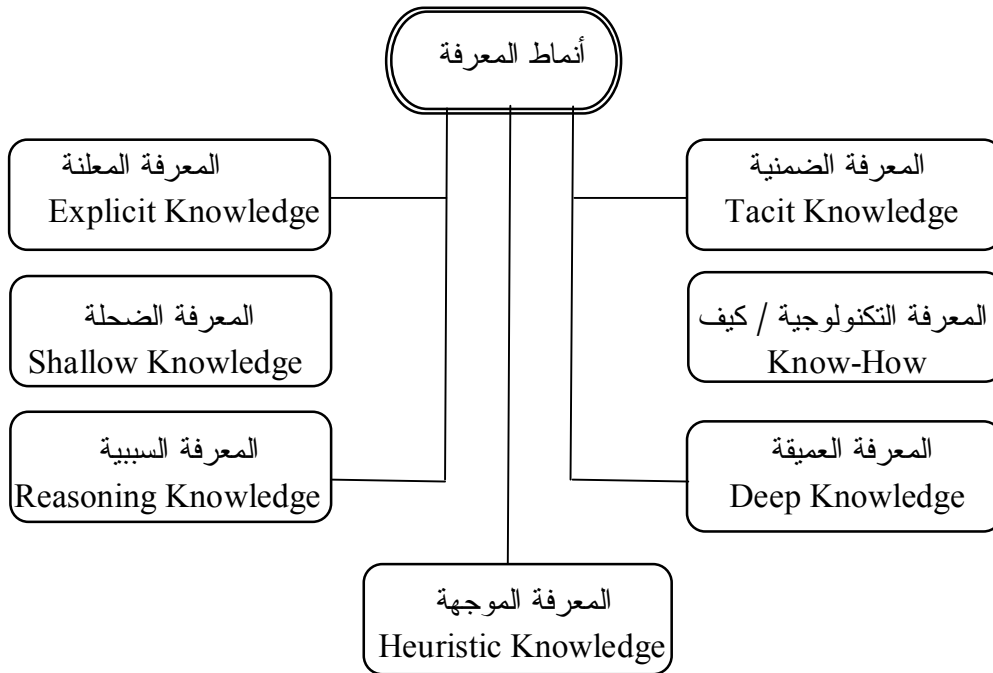 أنماط المعرفة
المعرفة الضمنية
Tacit Knowledge
المعرفة المعلنة
Explicit Knowledge
المعرفة التكنولوجية / كيف
Know-How
المعرفة الضحلة
Shallow Knowledge
المعرفة العميقة
Deep Knowledge
المعرفة السببية
Reasoning Knowledge
المعرفة الموجهة
Heuristic Knowledge